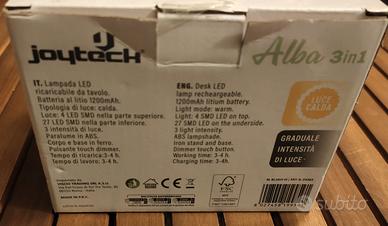 joytech
Alba 3in1
IT. Lampada LED
ricaricabile da tavolo.
Batteria al litio 1200mAh.
Tipologia di luce: calda.
Luce: 4 LED SMD nella parte superiore.
27 LED SMD nella parte inferiore.
3 intensità di luce.
Paralume in ABS.
Corpo e base in ferro.
Pulsante touch dimmer.
Tempo di ricarica: 3-4 h.
Tempo di lavoro: 3-4 h.
ENG. Desk LED
lamp rechargeable.
1200mAh litium battery.
Light mode: warm.
Light: 4 SMD LED on top.
27 SMD LED on the underside.
3 light intensity.
ABS lampshade.
Iron stand and base.
Dimmer touch button.
Working time: 3-4 h.
Charging time: 3-4 h.
LUCE
CALDA
GRADUALE
INTENSITÀ
DI LUCE
FSC
MADE IN P.R.C.
subito